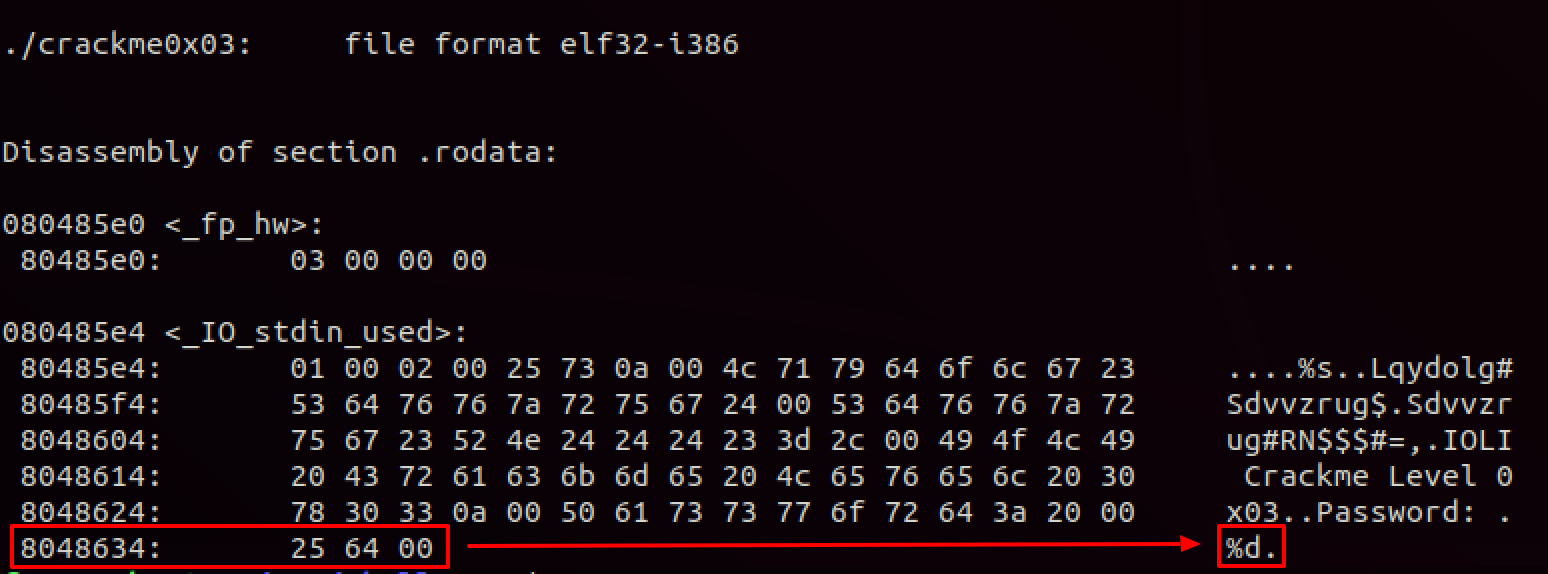 ./crackme0x03:     file format elf32-i386
Disassembly of section .rodata:
080485e0 <_fp_hw>:
 80485e0:       03 00 00 00                                         ....
080485e4 <_IO_stdin_used>:
 80485e4:       01 00 02 00 25 73 0a 00 4c 71 79 64 6f 6c 67 23     ....%s..Lqydolg#
 80485f4:       53 64 76 76 7a 72 75 67 24 00 53 64 76 76 7a 72     Sdvvzrug$.Sdvvzr
 8048604:       75 67 23 52 4e 24 24 24 23 3d 2c 00 49 4f 4c 49     ug#RN$$$#=,.IOLI
 8048614:       20 43 72 61 63 6b 6d 65 20 4c 65 76 65 6c 20 30      Crackme Level 0
 8048624:       78 30 33 0a 00 50 61 73 73 77 6f 72 64 3a 20 00     x03..Password: .
 8048634:       25 64 00                                            %d.